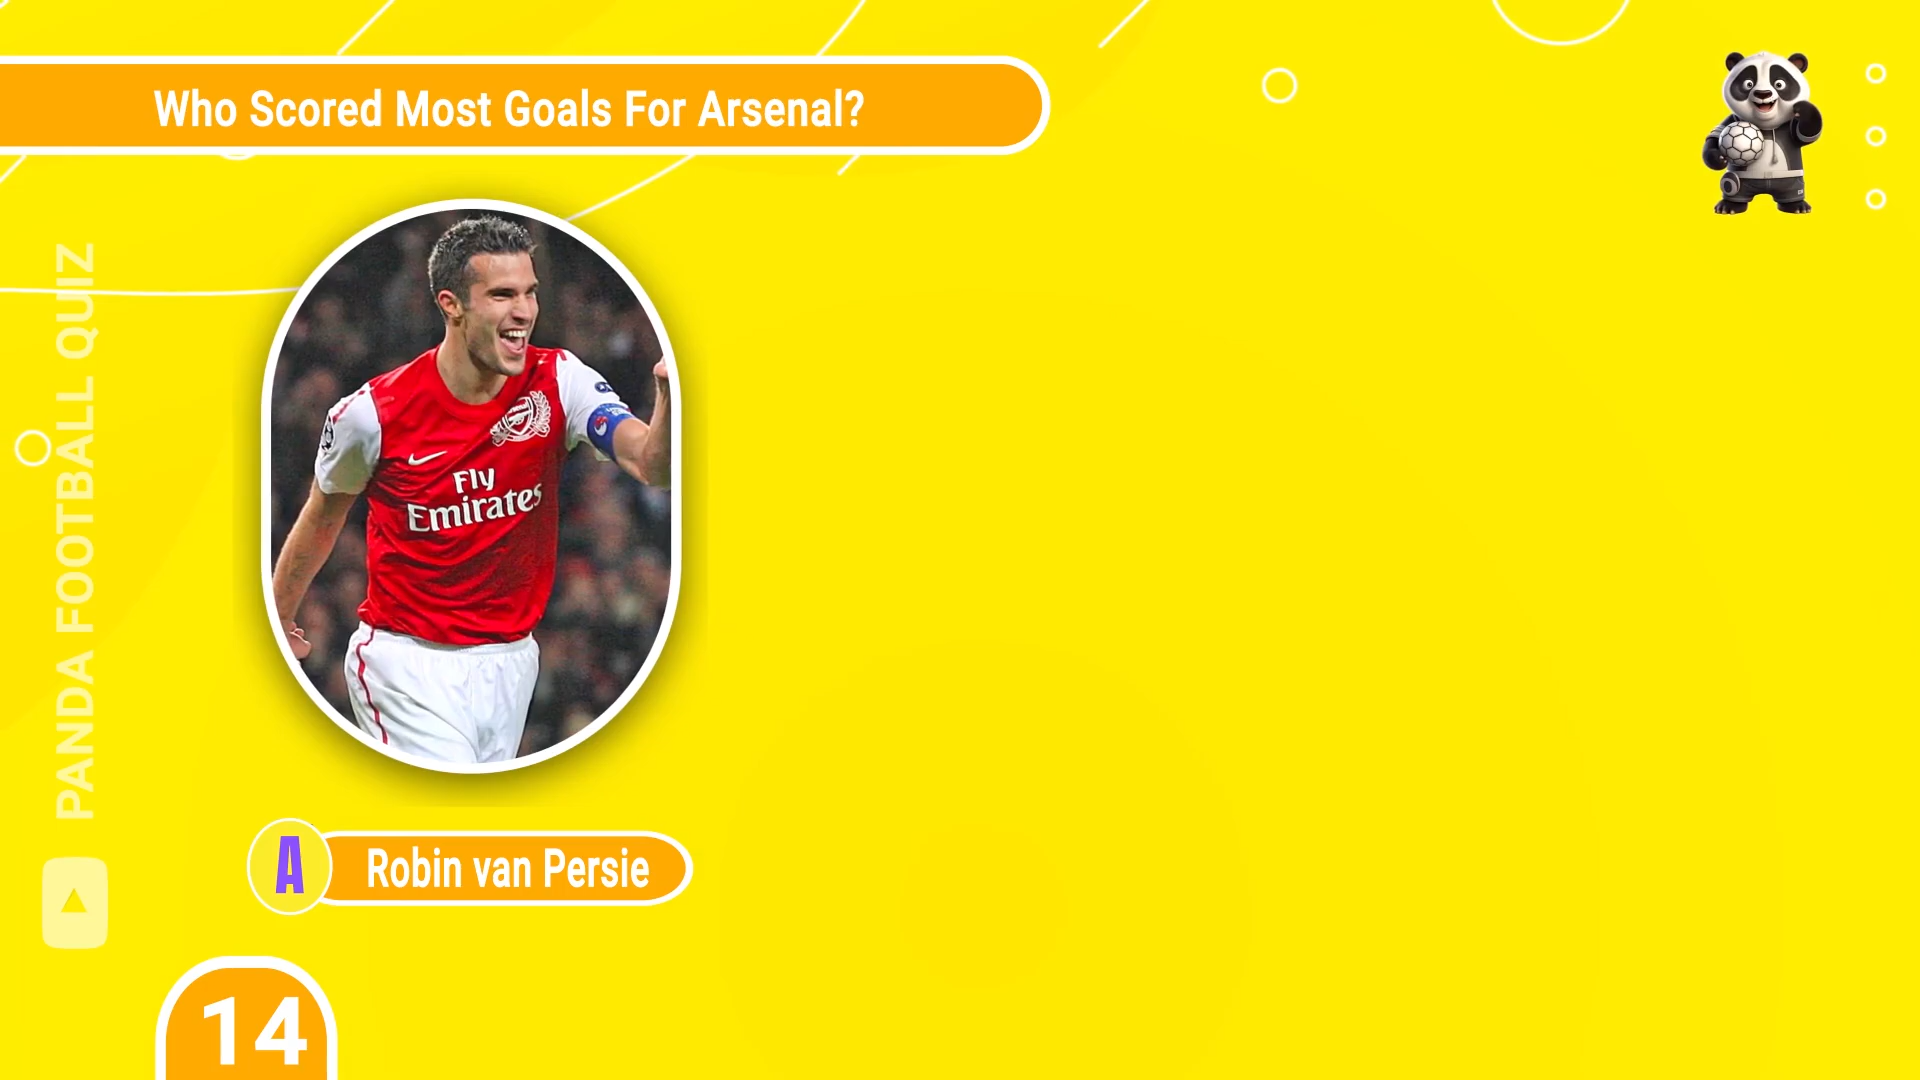 Who Scored Most Goals For Arsenal?
PANDA FOOTBALL QUIZ
Fly
Emirates
A
Robin van Persie
14